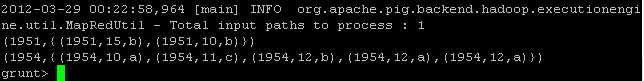 2012-03-29 00:22:58,964 [main] INFO  org.apache.pig.backend.hadoop.executionengi
ne.util.MapRedUtil - Total input paths to process : 1
(1951,{(1951,15,b),(1951,10,b)})
(1954,{(1954,10,a),(1954,11,c),(1954,12,b),(1954,12,a),(1954,12,a)})
grunt>